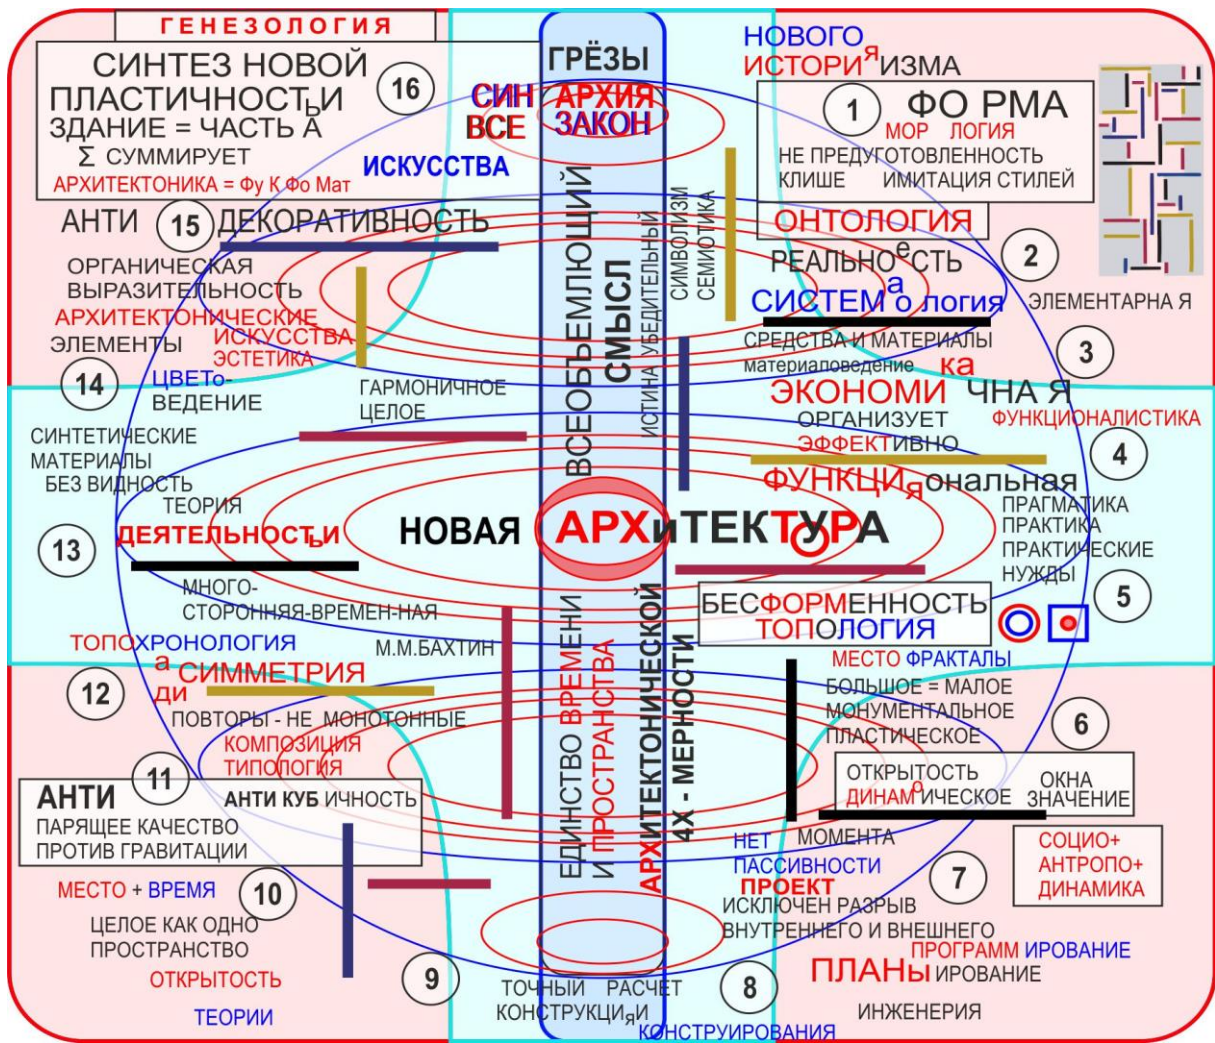 ГЕНЕЗОЛОГИЯ
СИНТЕЗ НОВОЙ
ПЛАСТИЧНОСТЬИ
ЗДАНИЕ = ЧАСТЬ А
Σ СУММИРУЕТ
АРХИТЕКТОНИКА = Фу К Фо Мат
16
ГРЁЗЫ
СИН АРХИЯ
ВСЕ ЗАКОН
ИСКУССТВА
НОВОГО
ИСТОРИЯИЗМА
1
ФО РМА
МОР ЛОГИЯ
НЕ ПРЕДУГОТОВЛЕННОСТЬ
КЛИШЕ ИМИТАЦИЯ СТИЛЕЙ
ОНТОЛОГИЯ
РЕАЛЬНОеСТЬ
2
СИСТЕМаология
ЭЛЕМЕНТАРНА Я
СРЕДСТВА И МАТЕРИАЛЫ
материаловедение
3
ка
ЭКОНОМИ ЧНА Я
ОРГАНИЗУЕТ
ФУНКЦИОНАЛИСТИКА
ЭФФЕКТИВНО
4
ФУНКЦИяональная
ПРАГМАТИКА
ПРАКТИКА
ПРАКТИЧЕСКИЕ
НУЖДЫ
5
АНТИ
15
ДЕКОРАТИВНОСТЬ
ОРГАНИЧЕСКАЯ
ВЫРАЗИТЕЛЬНОСТЬ
АРХИТЕКТОНИЧЕСКИЕ
ЭЛЕМЕНТЫ
ИСКУССТВА
ЭСТЕТИКА
14
ЦВЕТо-
ВЕДЕНИЕ
ГАРМОНИЧНОЕ
ЦЕЛОЕ
СИНТЕТИЧЕСКИЕ
МАТЕРИАЛЫ
БЕЗ ВИДНОСТЬ
ТЕОРИЯ
13
ДЕЯТЕЛЬНОСТЬИ
МНОГО-
СТОРОННЯЯ-ВРЕМЕН-НАЯ
ВСЕОБЪЕМЛЮЩИЙ
СМЫСЛ
ИСТИНА УБЕДИТЕЛЬНЫЙ
СИМВОЛИЗМ
СЕМИОТИКА
НОВАЯ АРХиТЕКТУРА
ЕДИНСТВО ВРЕМЕНИ
И ПРОСТРАНСТВА
АРХИТЕКТОНИЧЕСКОЙ
4Х - МЕРНОСТИ
БЕСФОРМЕННОСТЬ
ТОПОЛОГИЯ
МЕСТО ФРАКТАЛЫ
БОЛЬШОЕ = МАЛОЕ
МОНУМЕНТАЛЬНОЕ
ПЛАСТИЧЕСКОЕ
6
ОТКРЫТОСТЬ
ДИНАМоИЧЕСКОЕ
ОКНА
ЗНАЧЕНИЕ
НЕТ МОМЕНТА
ПАССИВНОСТИ
СОЦИО+
АНТРОПО+
ДИНАМИКА
7
ПРОЕКТ
ИСКЛЮЧЕН РАЗРЫВ
ВНУТРЕННЕГО И ВНЕШНЕГО
ПРОГРАММ ИРОВАНИЕ
ПЛАНЫ ИРОВАНИЕ
ИНЖЕНЕРИЯ
8
ТОПОХРОНОЛОГИЯ
М.М.БАХТИН
а СИММЕТРИЯ
ди
12
ПОВТОРЫ - НЕ МОНОТОННЫЕ
КОМПОЗИЦИЯ
ТИПОЛОГИЯ
11
АНТИ
АНТИ КУБ ИЧНОСТЬ
ПАРЯЩЕЕ КАЧЕСТВО
ПРОТИВ ГРАВИТАЦИИ
МЕСТО + ВРЕМЯ
10
ЦЕЛОЕ КАК ОДНО
ПРОСТРАНСТВО
ОТКРЫТОСТЬ
9
ТЕОРИИ
ТОЧНЫЙ РАСЧЕТ
КОНСТРУКЦИяИ
КОНСТРУИРОВАНИЯ